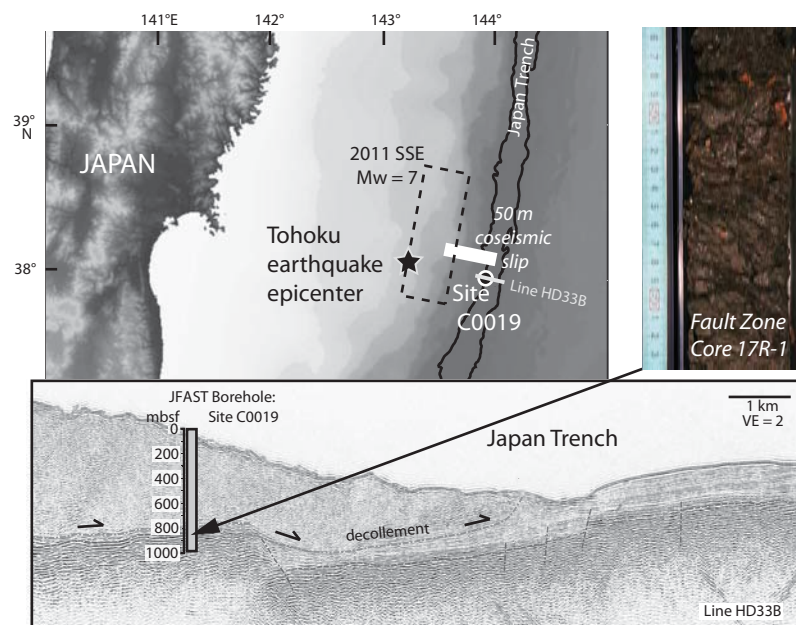 141°E 142° 143° 144°
39°
N
38°
JAPAN
Japan Trench
2011 SSE
Mw = 7
50 m
coseismic
slip
Tohoku
earthquake
epicenter
Line HD33B
Site
C0019
Fault Zone
Core 17R-1
JFAST Borehole:
mbsf Site C0019
0
200
400
600
800
1000
Japan Trench
1 km
VE = 2
decollement
Line HD33B